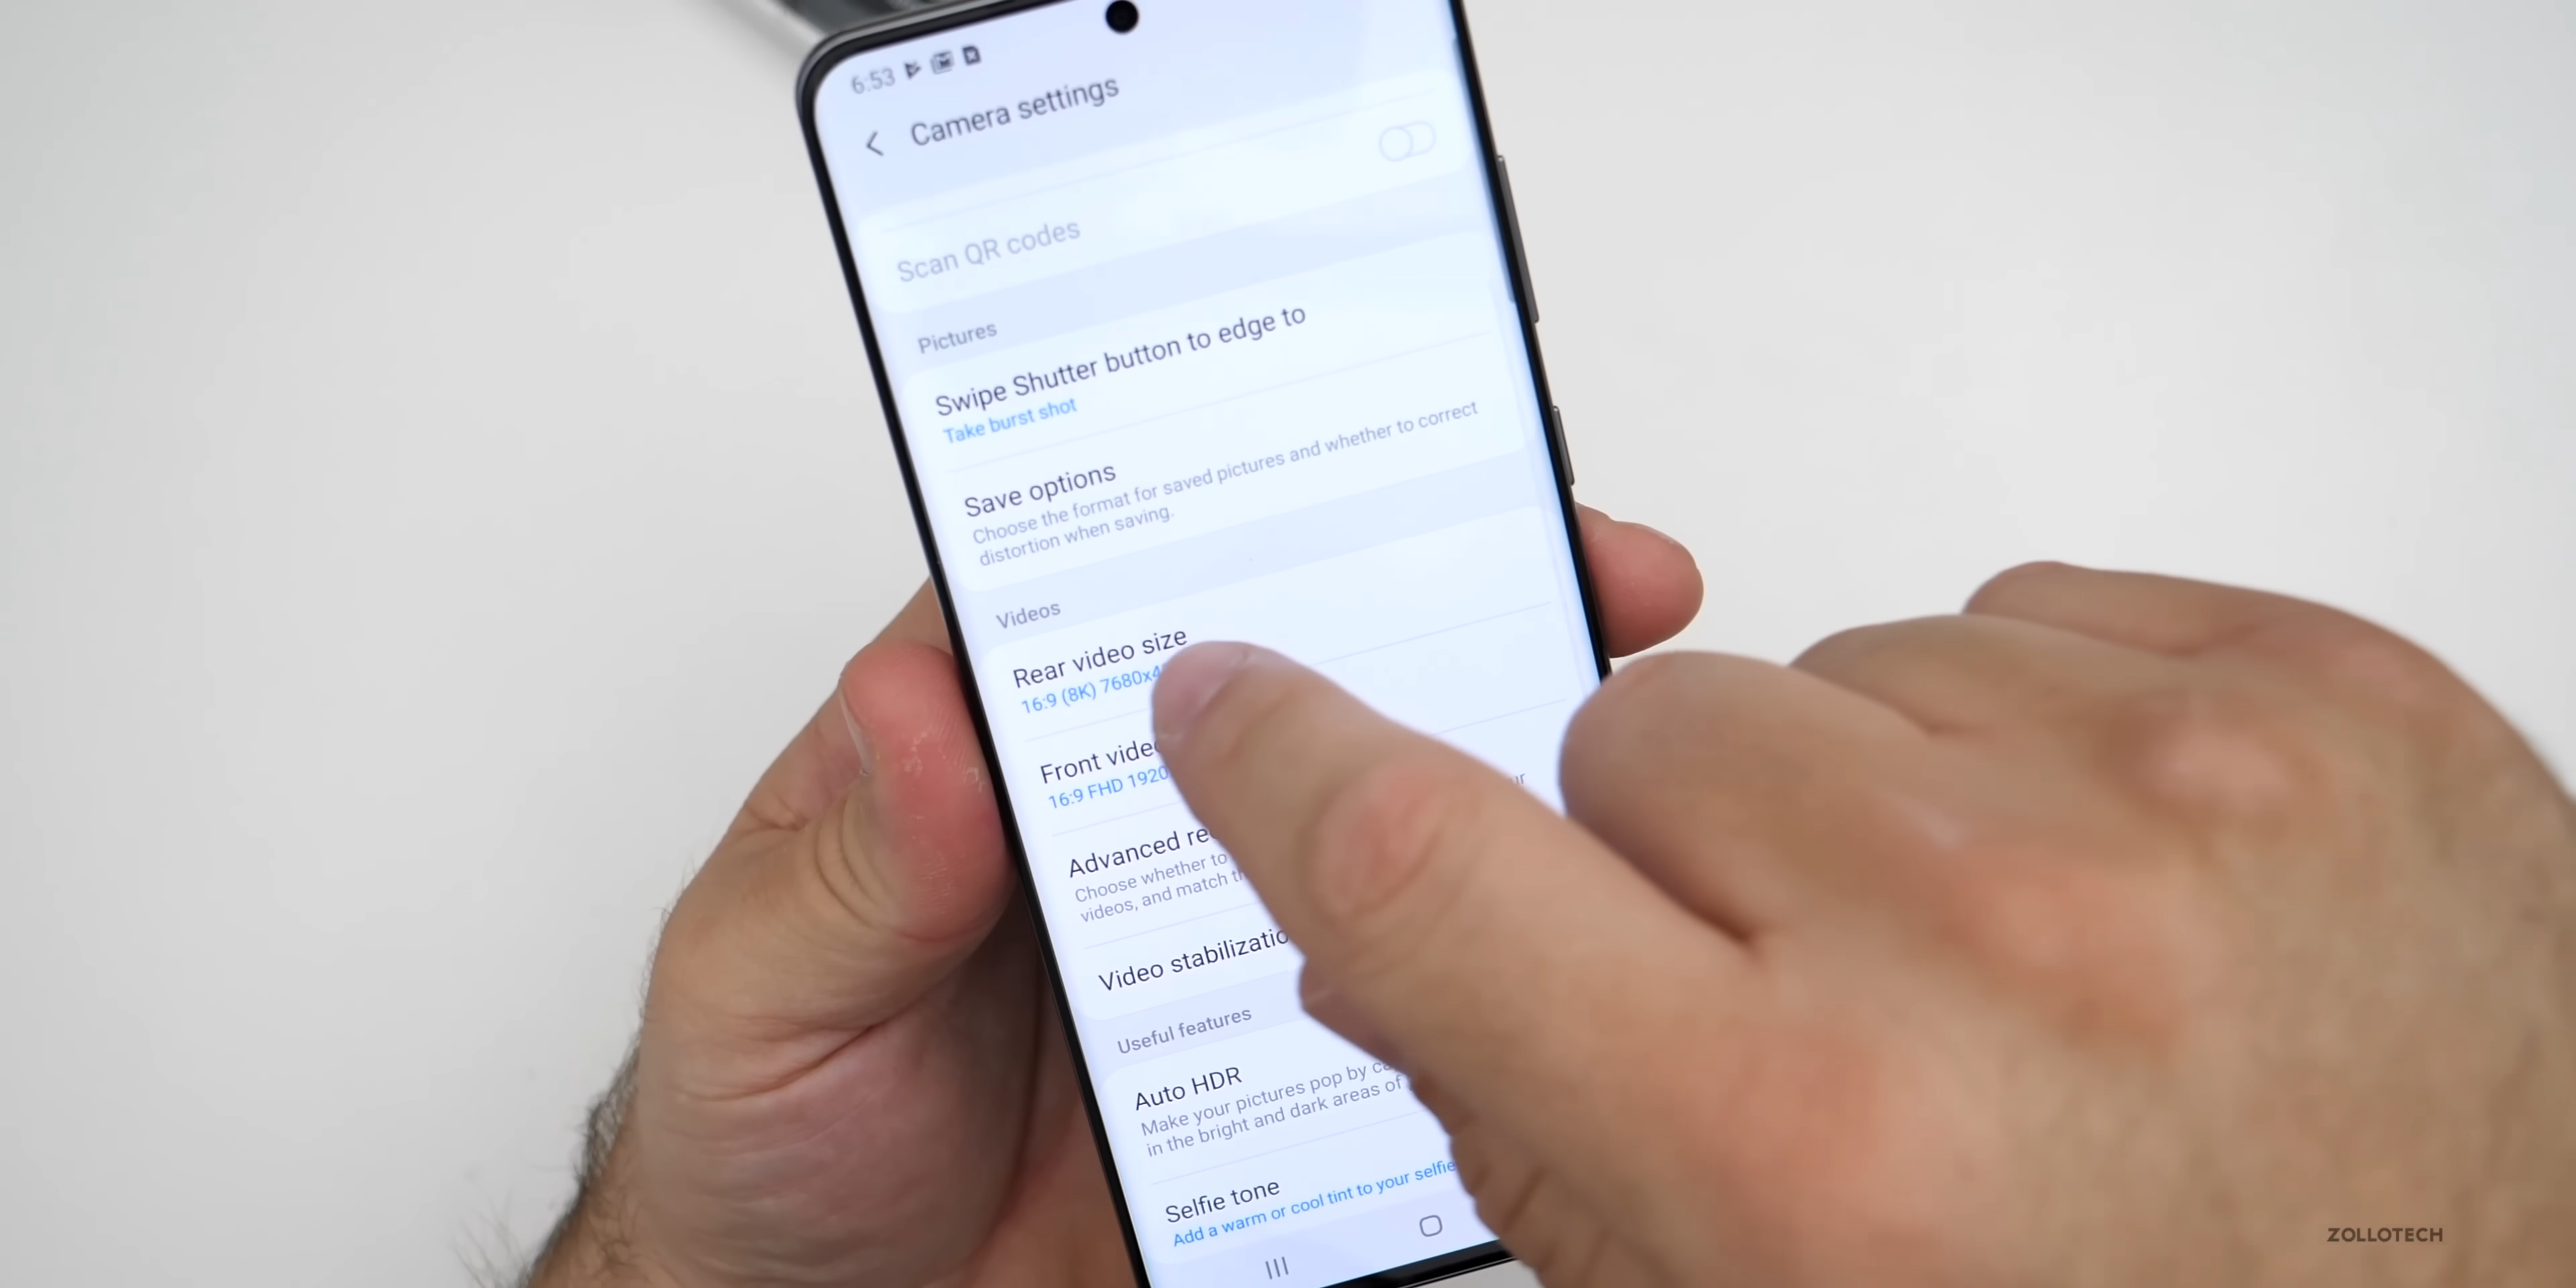 6:53
Camera settings
Scan QR codes
Pictures
Swipe Shutter button to edge to
Take burst shot
Save options
Choose the format for saved pictures and whether to correct
distortion when saving.
Videos
Rear video size
16:9 (8K) 7680x4
Front vide
16:9 FHD 1920
Advanced re
Choose whether to
videos, and match th
ur
Video stabilizatio
Useful features
Auto HDR
Make your pictures pop by ca
in the bright and dark areas of
Selfie tone
Add a warm or cool tint to your selfie
ZOLLOTECH